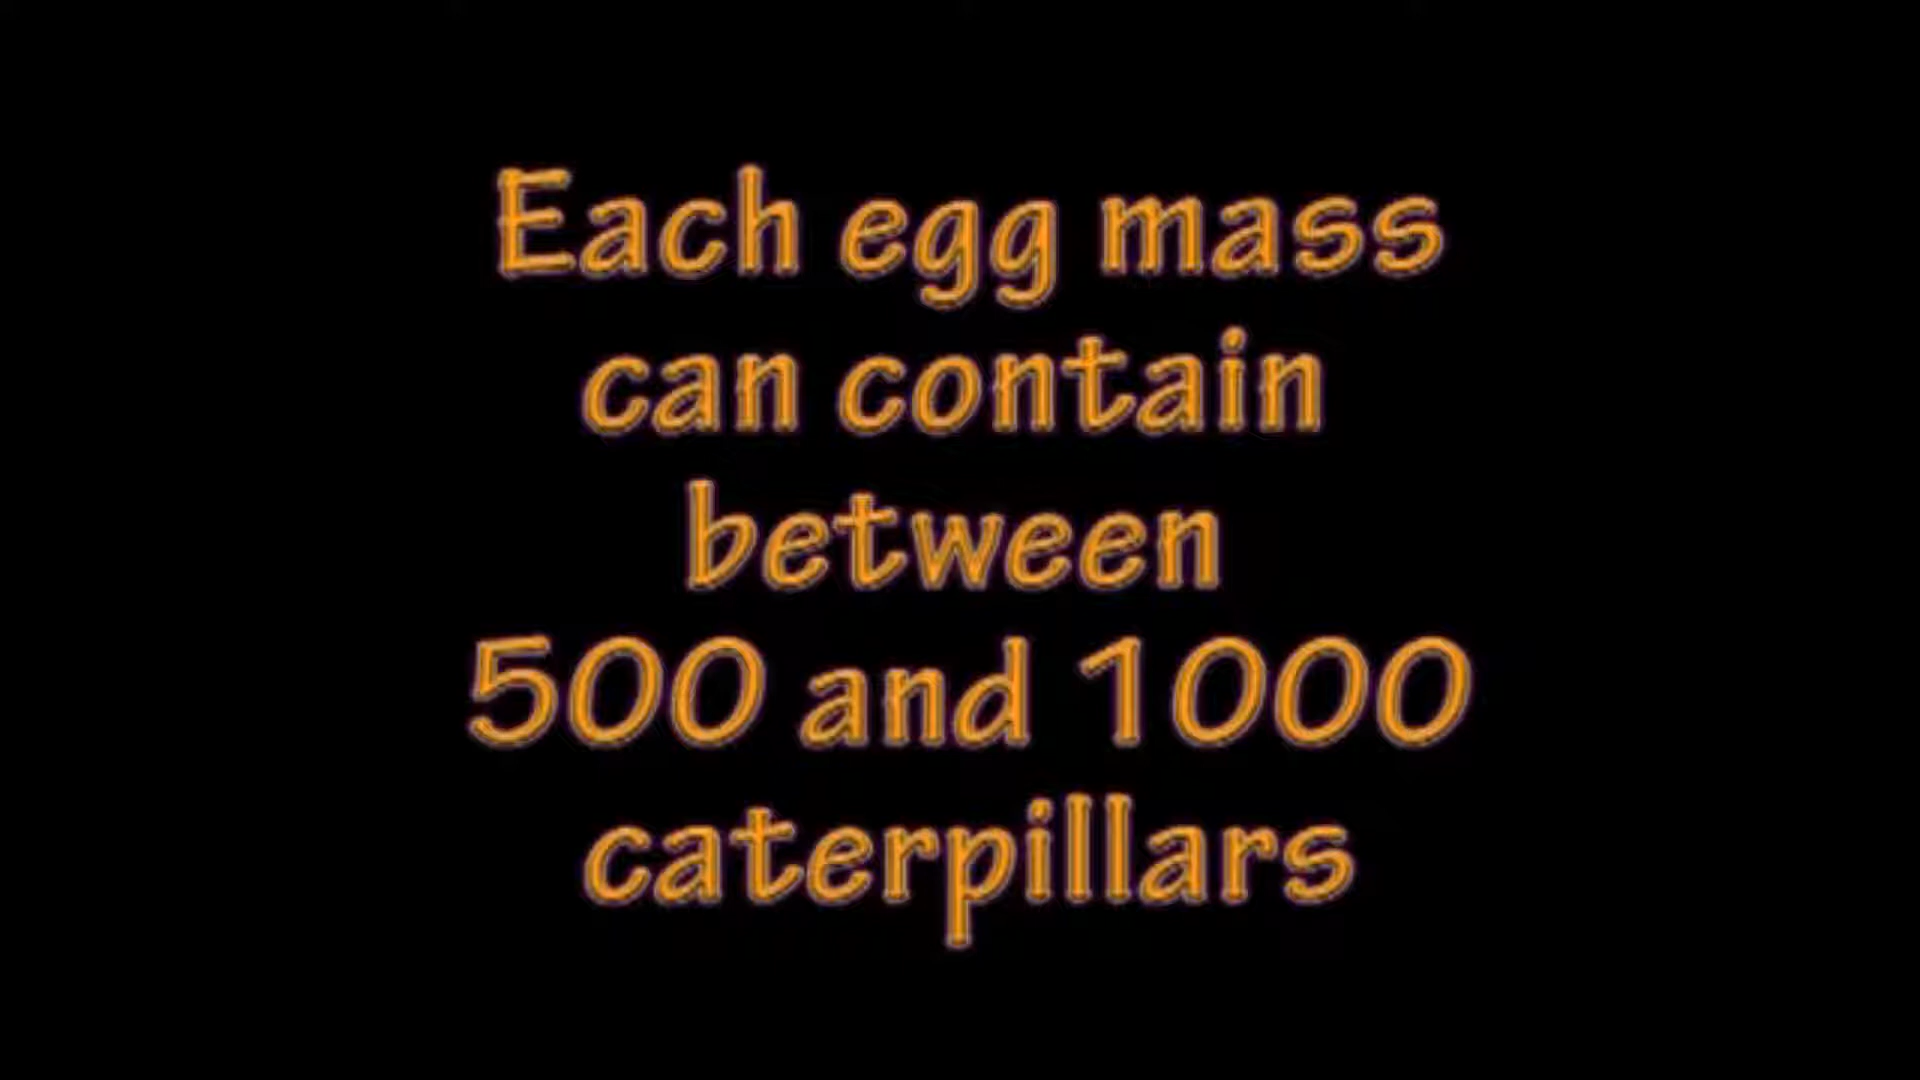 Each egg mass
can contain
between
500 and 1000
caterpillars